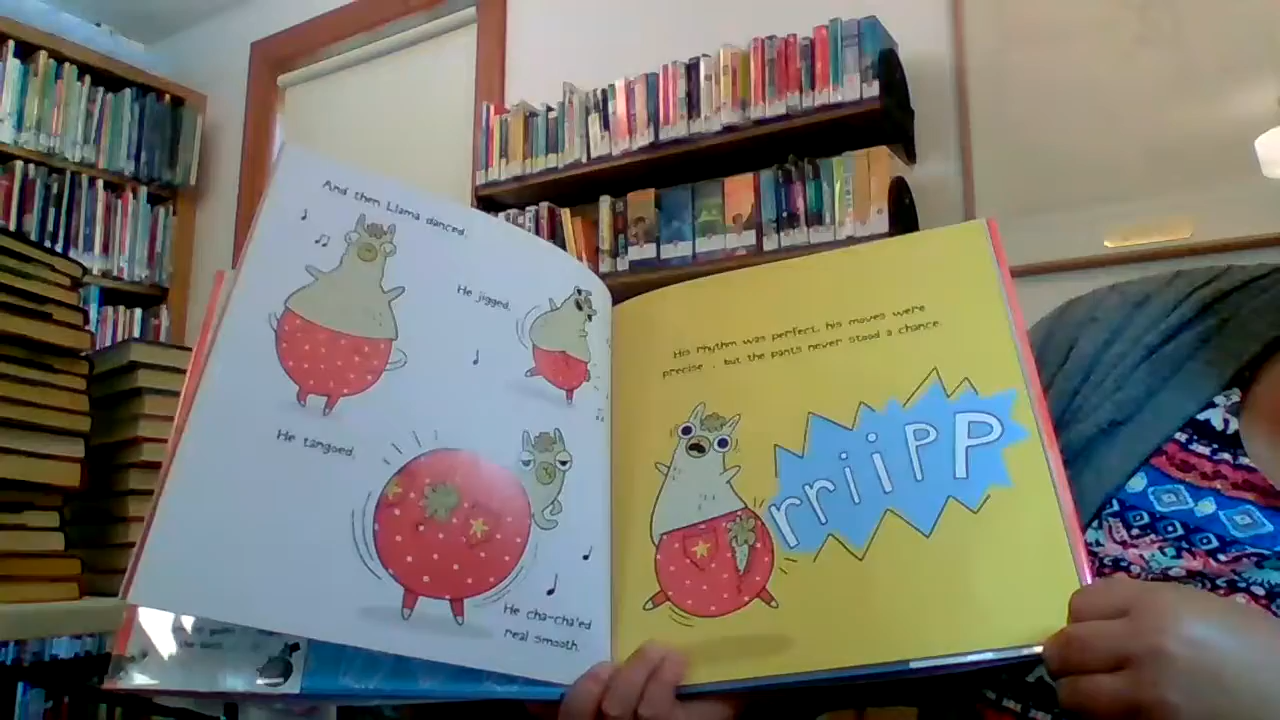 And then Llama danced.
He jigged.
He tangoed.
He cha-cha'ed
real smooth.
His rhythm was perfect, his moves were
precise, but the pants never stood a chance.
rriiPP